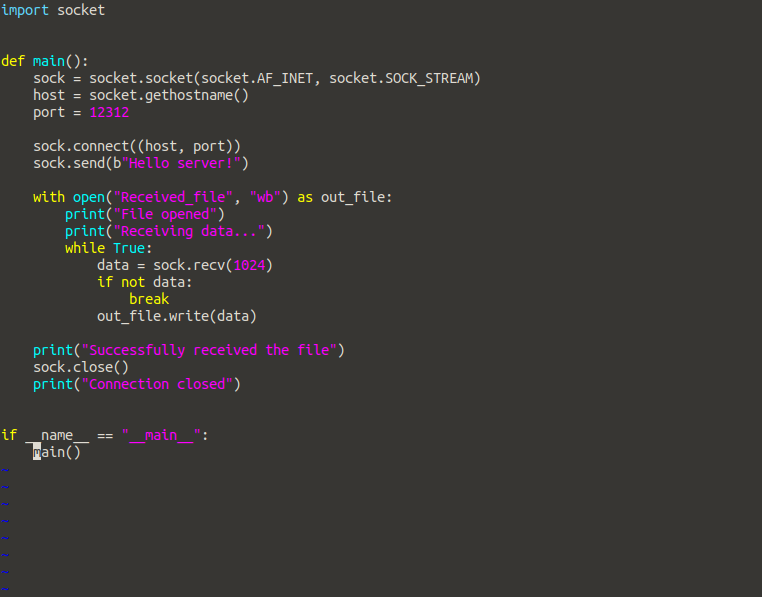 import socket
def main():
    sock = socket.socket(socket.AF_INET, socket.SOCK_STREAM)
    host = socket.gethostname()
    port = 12312
    sock.connect((host, port))
    sock.send(b"Hello server!")
    with open("Received_file", "wb") as out_file:
        print("File opened")
        print("Receiving data...")
        while True:
            data = sock.recv(1024)
            if not data:
                break
            out_file.write(data)
    print("Successfully received the file")
    sock.close()
    print("Connection closed")
if __name__ == "__main__":
    main()
~
~
~
~
~
~
~
~